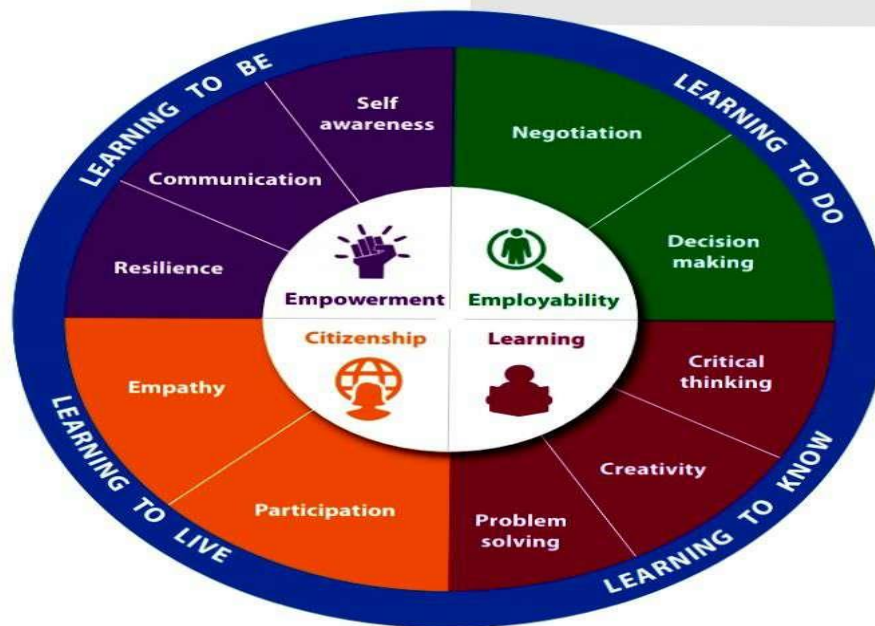 LEARNING TO BE
LEARNING TO DO
Self
awareness
Negotiation
Communication
Decision
making
Resilience
Empowerment
Employability
Citizenship
Learning
Critical
thinking
Empathy
Creativity
Participation
Problem
solving
LEARNING TO LIVE
LEARNING TO KNOW